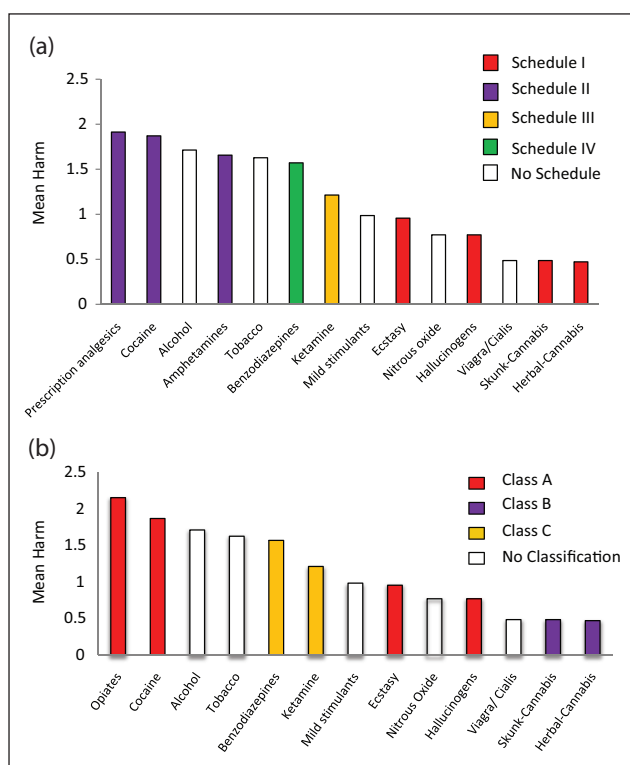 (a)
Schedule I
Schedule II
Schedule III
Schedule IV
No Schedule
Mean Harm
2.5
2
1.5
1
0.5
0
Prescription analgesics
Cocaine
Alcohol
Amphetamines
Tobacco
Benzodiazepines
Ketamine
Mild stimulants
Ecstasy
Nitrous oxide
Hallucinogens
Viagra/Cialis
Skunk-Cannabis
Herbal-Cannabis
(b)
Class A
Class B
Class C
No Classification
Mean Harm
2.5
2
1.5
1
0.5
0
Opiates
Cocaine
Alcohol
Tobacco
Benzodiazepines
Ketamine
Mild stimulants
Ecstasy
Nitrous Oxide
Hallucinogens
Viagra/ Cialis
Skunk-Cannabis
Herbal-Cannabis